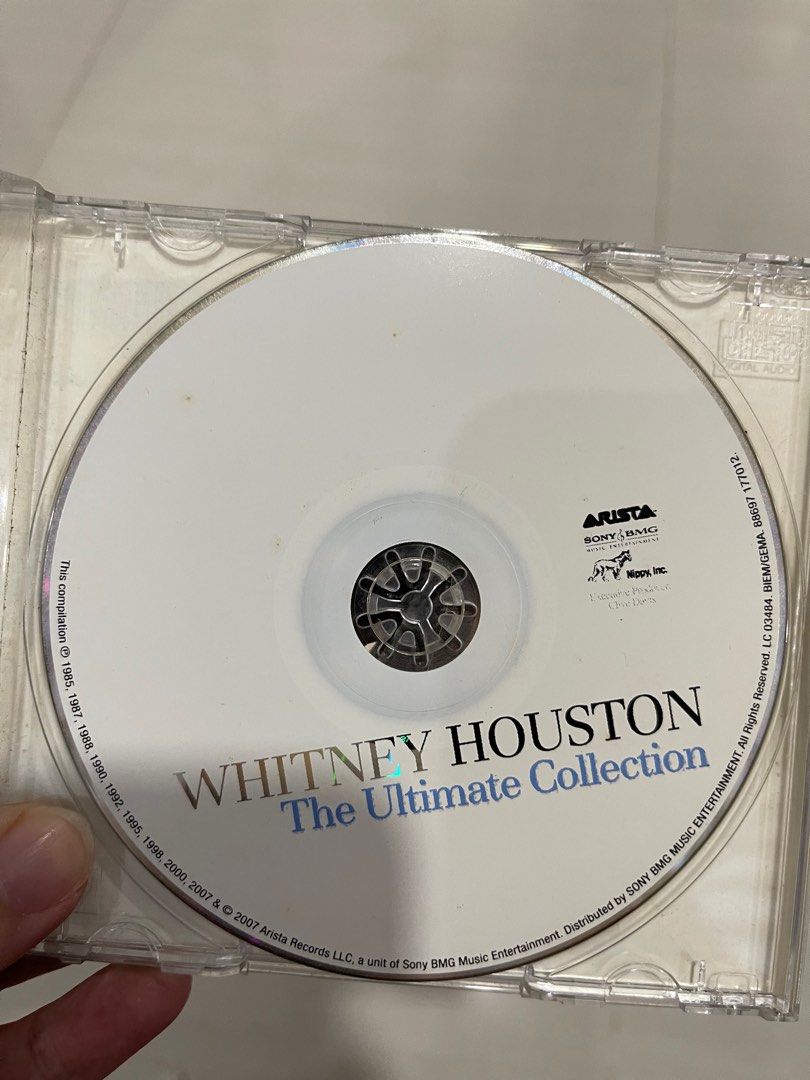 DIGITAL AUDIO
ARISTA
SONY BMG
MUSIC ENTERTAINMENT
Nippy, Inc.
Executive Producer:
Clive Davis
WHITNEY HOUSTON
The Ultimate Collection
This compilation ℗ 1985, 1987, 1988, 1990, 1992, 1995, 1998, 2000, 2007 & © 2007 Arista Records LLC, a unit of Sony BMG Music Entertainment. Distributed by SONY BMG MUSIC ENTERTAINMENT. All Rights Reserved. LC 03484. BIEM/GEMA. 88697 177012.